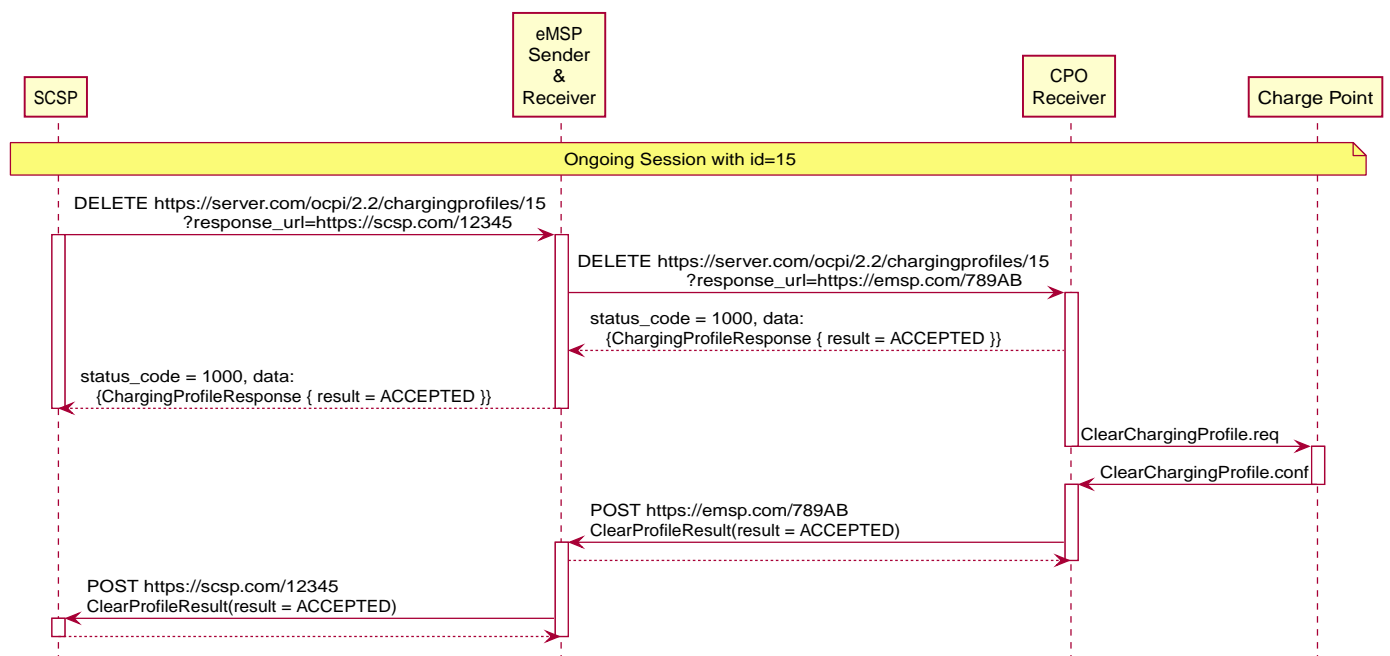 eMSP
Sender
&
Receiver
SCSP
CPO
Receiver
Charge Point
Ongoing Session with id=15
DELETE https://server.com/ocpi/2.2/chargingprofiles/15
?response_url=https://scsp.com/12345
DELETE https://server.com/ocpi/2.2/chargingprofiles/15
?response_url=https://emsp.com/789AB
status_code = 1000, data:
{ChargingProfileResponse { result = ACCEPTED }}
status_code = 1000, data:
{ChargingProfileResponse { result = ACCEPTED }}
ClearChargingProfile.req
ClearChargingProfile.conf
POST https://emsp.com/789AB
ClearProfileResult(result = ACCEPTED)
POST https://scsp.com/12345
ClearProfileResult(result = ACCEPTED)